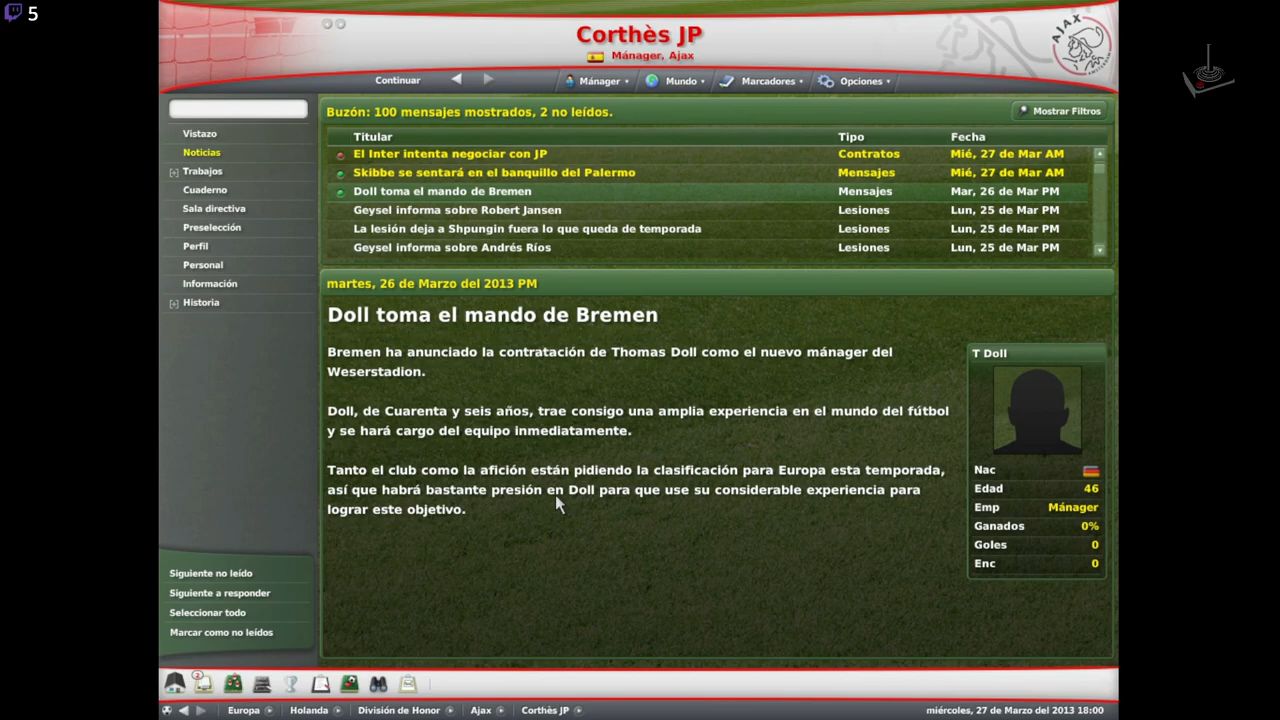 5
Corthès JP
Mánager, Ajax
AJAX
Continuar
Mánager
Mundo
Marcadores
Opciones
Buzón: 100 mensajes mostrados, 2 no leídos.
Mostrar Filtros
Titular Tipo Fecha
El Inter intenta negociar con JP Contratos Mié, 27 de Mar AM
Skibbe se sentará en el banquillo del Palermo Mensajes Mié, 27 de Mar AM
Doll toma el mando de Bremen Mensajes Mar, 26 de Mar PM
Geysel informa sobre Robert Jansen Lesiones Lun, 25 de Mar PM
La lesión deja a Shpungin fuera lo que queda de temporada Lesiones Lun, 25 de Mar PM
Geysel informa sobre Andrés Ríos Lesiones Lun, 25 de Mar PM
Vistazo
Noticias
Trabajos
Cuaderno
Sala directiva
Preselección
Perfil
Personal
Información
Historia
martes, 26 de Marzo del 2013 PM
Doll toma el mando de Bremen
Bremen ha anunciado la contratación de Thomas Doll como el nuevo mánager del
Weserstadion.
Doll, de Cuarenta y seis años, trae consigo una amplia experiencia en el mundo del fútbol
y se hará cargo del equipo inmediatamente.
Tanto el club como la afición están pidiendo la clasificación para Europa esta temporada,
así que habrá bastante presión en Doll para que use su considerable experiencia para
lograr este objetivo.
T Doll
Nac
Edad 46
Emp Mánager
Ganados 0%
Goles 0
Enc 0
Siguiente no leído
Siguiente a responder
Seleccionar todo
Marcar como no leídos
2
Europa
Holanda
División de Honor
Ajax
Corthès JP
miércoles, 27 de Marzo del 2013 18:00